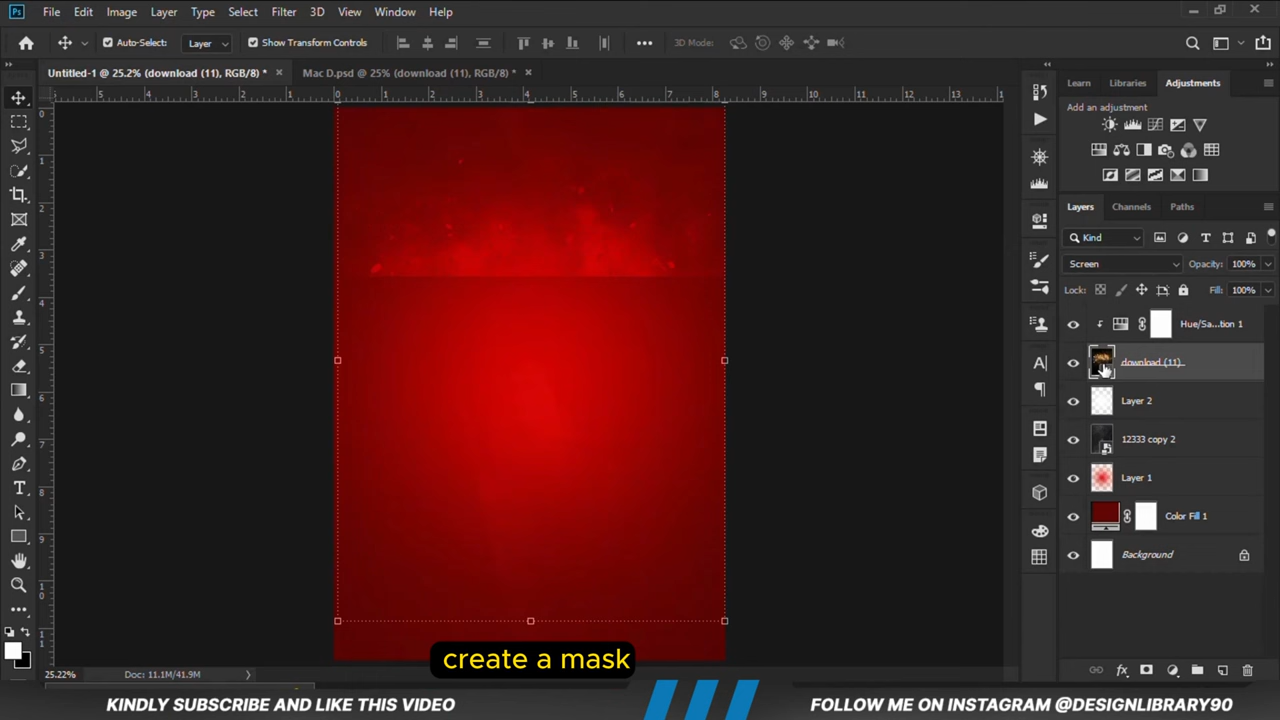 Ps File Edit Image Layer Type Select Filter 3D View Window Help
Auto-Select: Layer Show Transform Controls 3D Mode:
Untitled-1 @ 25.2% (download (11), RGB/8) * × Mac D.psd @ 25% (download (11), RGB/8) * ×
Learn Libraries Adjustments
Add an adjustment
Layers Channels Paths
Kind
Screen Opacity: 100%
Lock: Fill: 100%
Hue/Sa...tion 1
download (11)
Layer 2
12333 copy 2
Layer 1
Color Fill 1
Background
create a mask
25.22% Doc: 11.1M/41.9M
KINDLY SUBSCRIBE AND LIKE THIS VIDEO
FOLLOW ME ON INSTAGRAM @DESIGNLIBRARY90